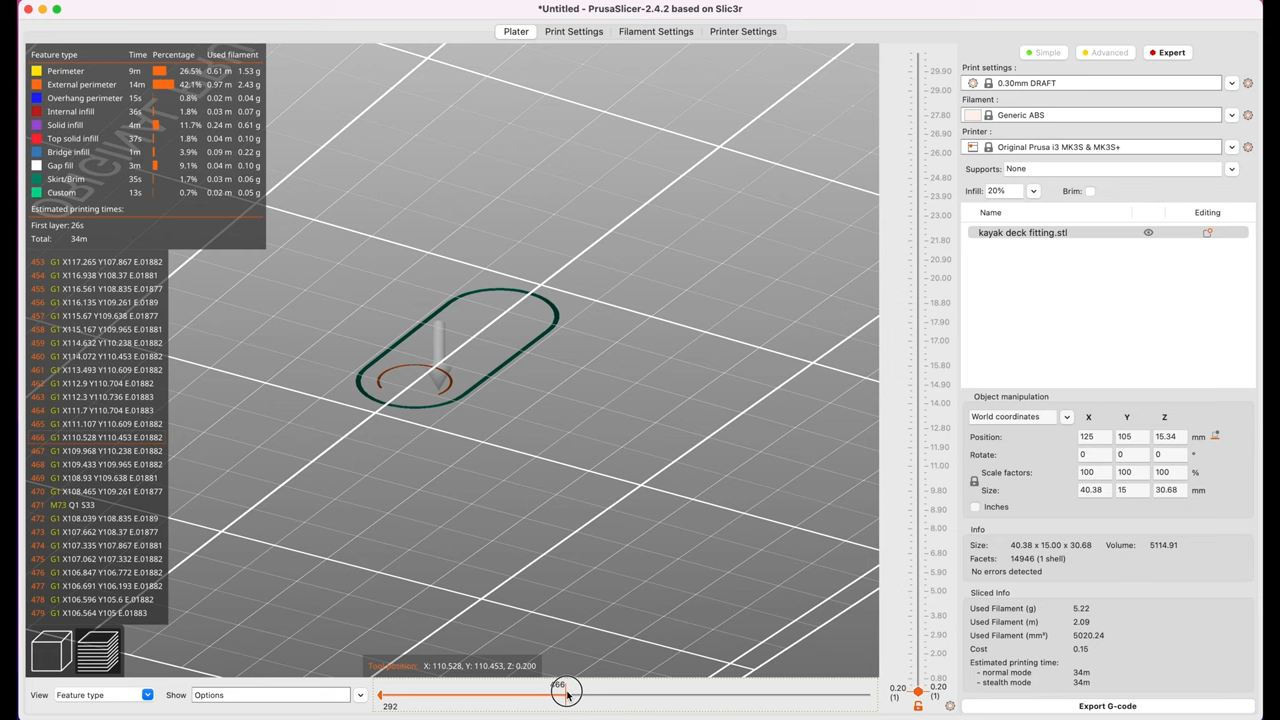 *Untitled - PrusaSlicer-2.4.2 based on Slic3r
Plater Print Settings Filament Settings Printer Settings
Feature type Time Percentage Used filament
Perimeter 9m 26.5% 0.61 m 1.53 g
External perimeter 14m 42.1% 0.97 m 2.43 g
Overhang perimeter 15s 0.8% 0.02 m 0.04 g
Internal infill 36s 1.8% 0.03 m 0.07 g
Solid infill 4m 11.7% 0.24 m 0.61 g
Top solid infill 37s 1.8% 0.04 m 0.10 g
Bridge infill 1m 3.9% 0.09 m 0.22 g
Gap fill 3m 9.1% 0.04 m 0.10 g
Skirt/Brim 35s 1.7% 0.03 m 0.06 g
Custom 13s 0.7% 0.02 m 0.05 g
Estimated printing times:
First layer: 26s
Total: 34m
453 G1 X117.265 Y107.867 E.01882
454 G1 X116.938 Y108.37 E.01881
455 G1 X116.561 Y108.835 E.01877
456 G1 X116.135 Y109.261 E.0189
457 G1 X115.67 Y109.638 E.01877
458 G1 X115.167 Y109.965 E.01881
459 G1 X114.632 Y110.238 E.01882
460 G1 X114.072 Y110.453 E.01882
461 G1 X113.493 Y110.609 E.01882
462 G1 X112.9 Y110.704 E.01882
463 G1 X112.3 Y110.736 E.01883
464 G1 X111.7 Y110.704 E.01883
465 G1 X111.107 Y110.609 E.01882
466 G1 X110.528 Y110.453 E.01882
467 G1 X109.968 Y110.238 E.01882
468 G1 X109.433 Y109.965 E.01882
469 G1 X108.93 Y109.638 E.01881
470 G1 X108.465 Y109.261 E.01877
471 M73 Q1 S33
472 G1 X108.039 Y108.835 E.0189
473 G1 X107.662 Y108.37 E.01877
474 G1 X107.335 Y107.867 E.01881
475 G1 X107.062 Y107.332 E.01882
476 G1 X106.847 Y106.772 E.01882
477 G1 X106.691 Y106.193 E.01882
478 G1 X106.596 Y105.6 E.01882
479 G1 X106.564 Y105 E.01883
Tool position: X: 110.528, Y: 110.453, Z: 0.200
View Feature type Show Options
466
292
29.90
29.00
27.80
26.90
26.00
24.80
23.90
23.00
21.80
20.90
20.00
18.80
17.90
17.00
15.80
14.90
14.00
12.80
11.90
11.00
9.80
8.90
8.00
6.80
5.90
5.00
3.80
2.90
2.00
0.20
(1)
0.20
(1)
Simple Advanced Expert
Print settings :
0.30mm DRAFT
Filament :
Generic ABS
Printer :
Original Prusa i3 MK3S & MK3S+
Supports: None
Infill: 20% Brim:
Name Editing
kayak deck fitting.stl
Object manipulation
World coordinates X Y Z
Position: 125 105 15.34 mm
Rotate: 0 0 0 °
Scale factors: 100 100 100 %
Size: 40.38 15 30.68 mm
Inches
Info
Size: 40.38 x 15.00 x 30.68 Volume: 5114.91
Facets: 14946 (1 shell)
No errors detected
Sliced Info
Used Filament (g) 5.22
Used Filament (m) 2.09
Used Filament (mm³) 5020.24
Cost 0.15
Estimated printing time:
- normal mode 34m
- stealth mode 34m
Export G-code